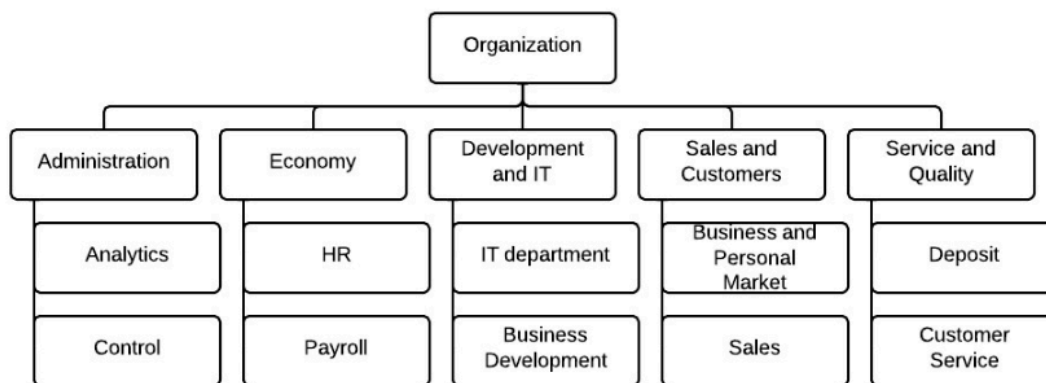 Organization
Administration
Economy
Development
and IT
Sales and
Customers
Service and
Quality
Analytics
HR
IT department
Business and
Personal
Market
Deposit
Control
Payroll
Business
Development
Sales
Customer
Service